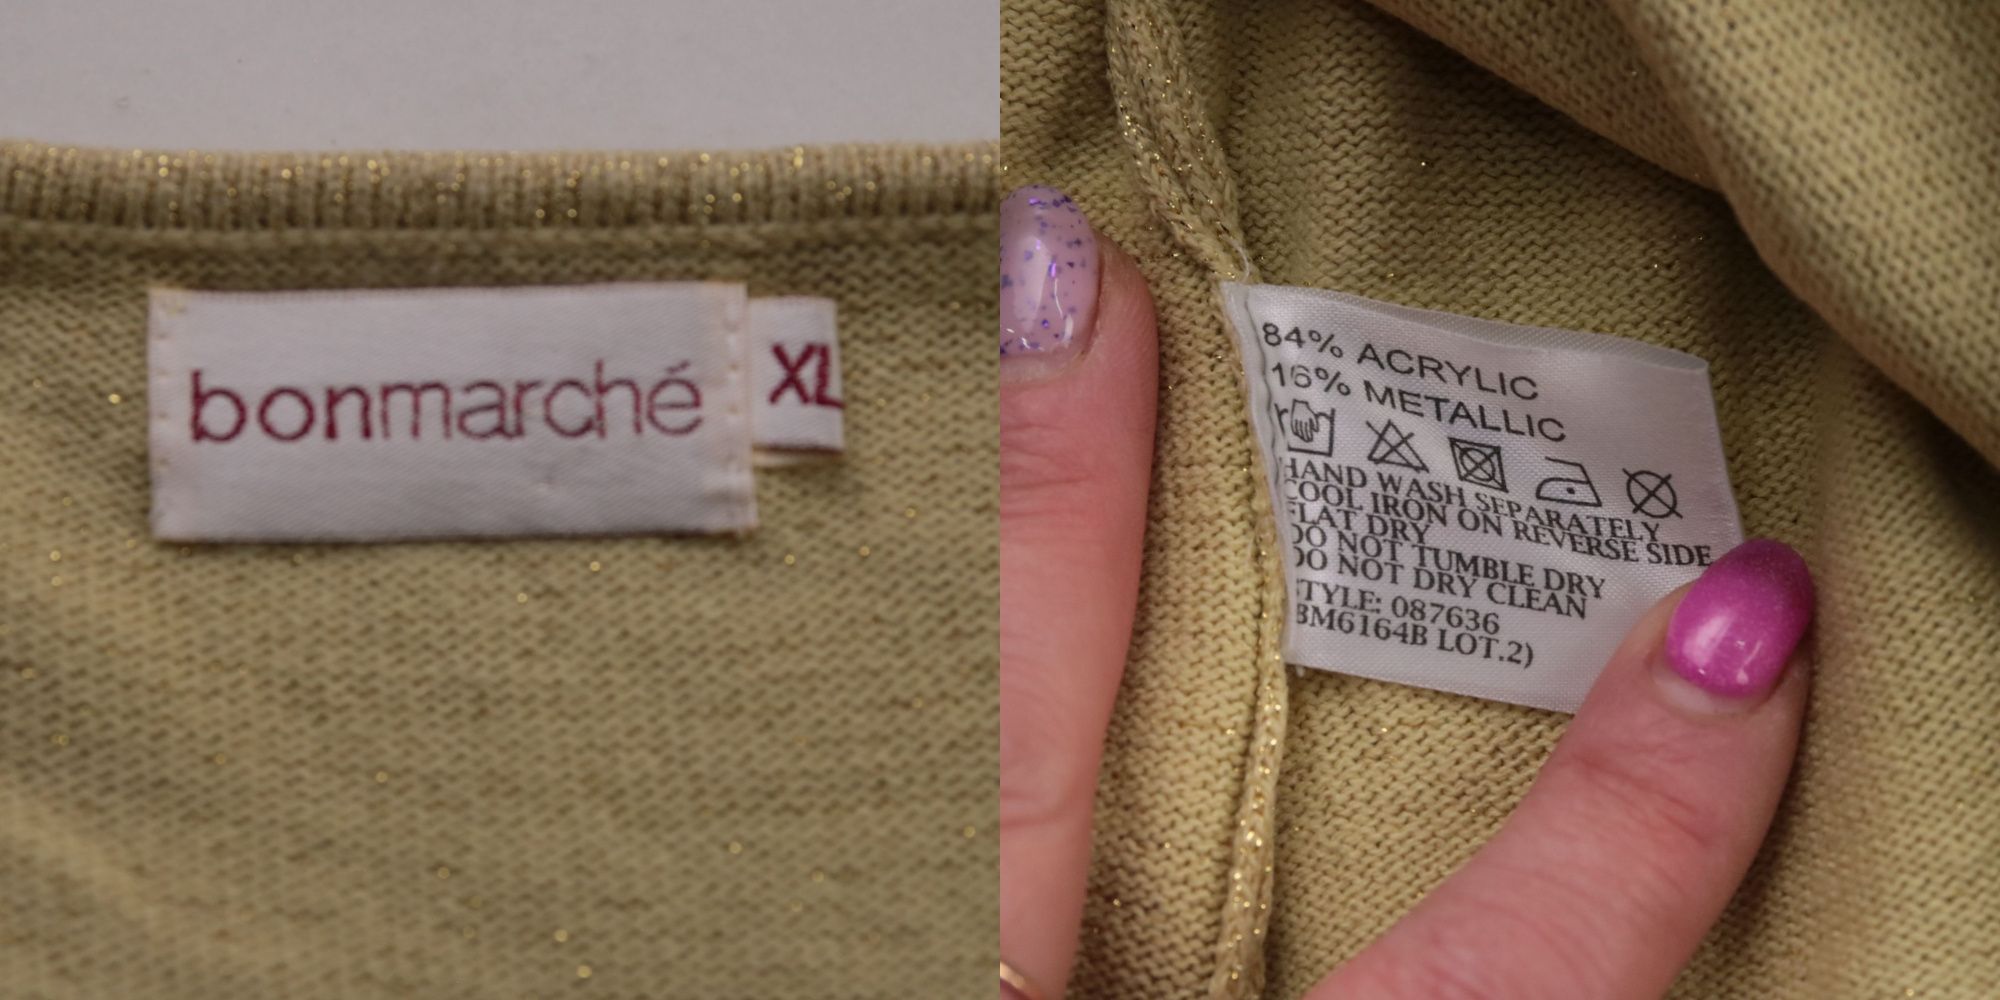 bonmarché
XL
84% ACRYLIC
16% METALLIC
HAND WASH SEPARATELY
COOL IRON ON REVERSE SIDE
FLAT DRY
DO NOT TUMBLE DRY
DO NOT DRY CLEAN
STYLE: 087636
BM6164B LOT.2)